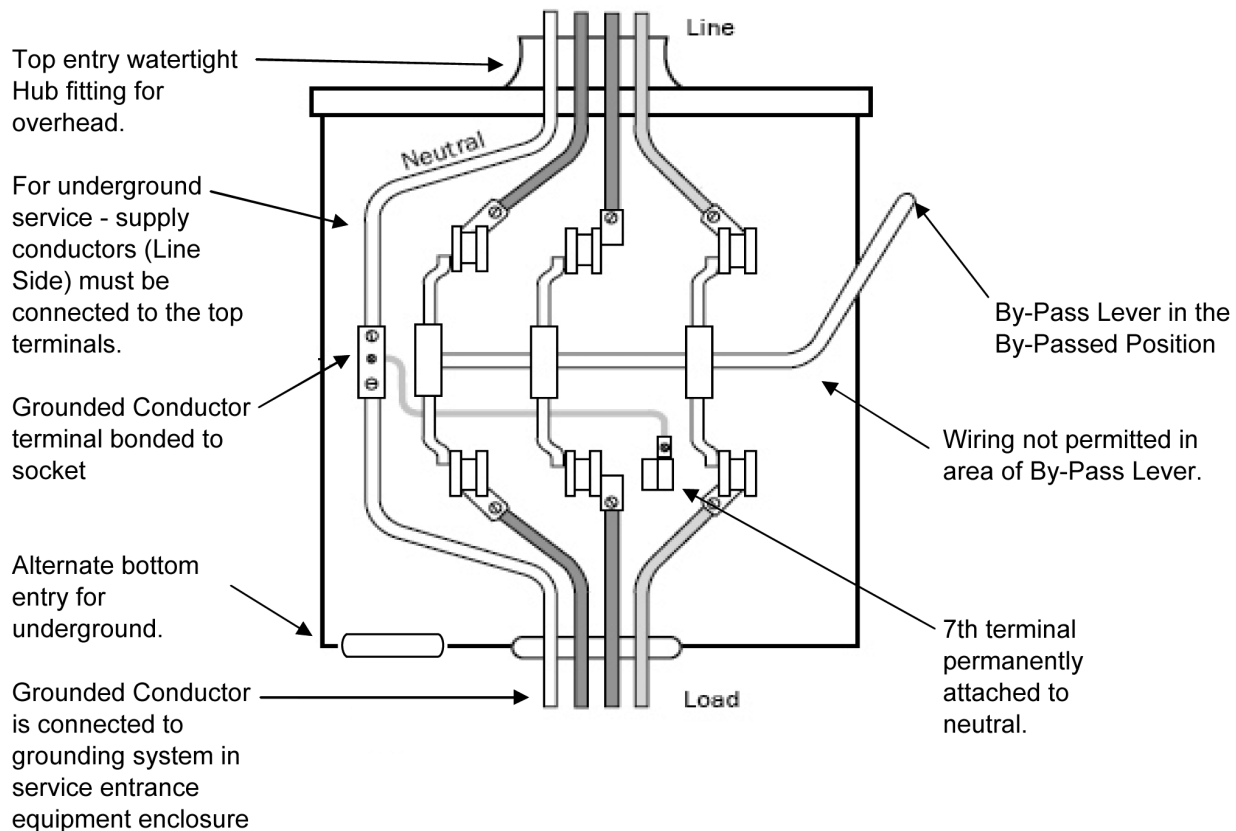 Line
Top entry watertight
Hub fitting for
overhead.
Neutral
For underground
service - supply
conductors (Line
Side) must be
connected to the top
terminals.
By-Pass Lever in the
By-Passed Position
Grounded Conductor
terminal bonded to
socket
Wiring not permitted in
area of By-Pass Lever.
Alternate bottom
entry for
underground.
7th terminal
permanently
attached to
neutral.
Grounded Conductor
is connected to
grounding system in
service entrance
equipment enclosure
Load